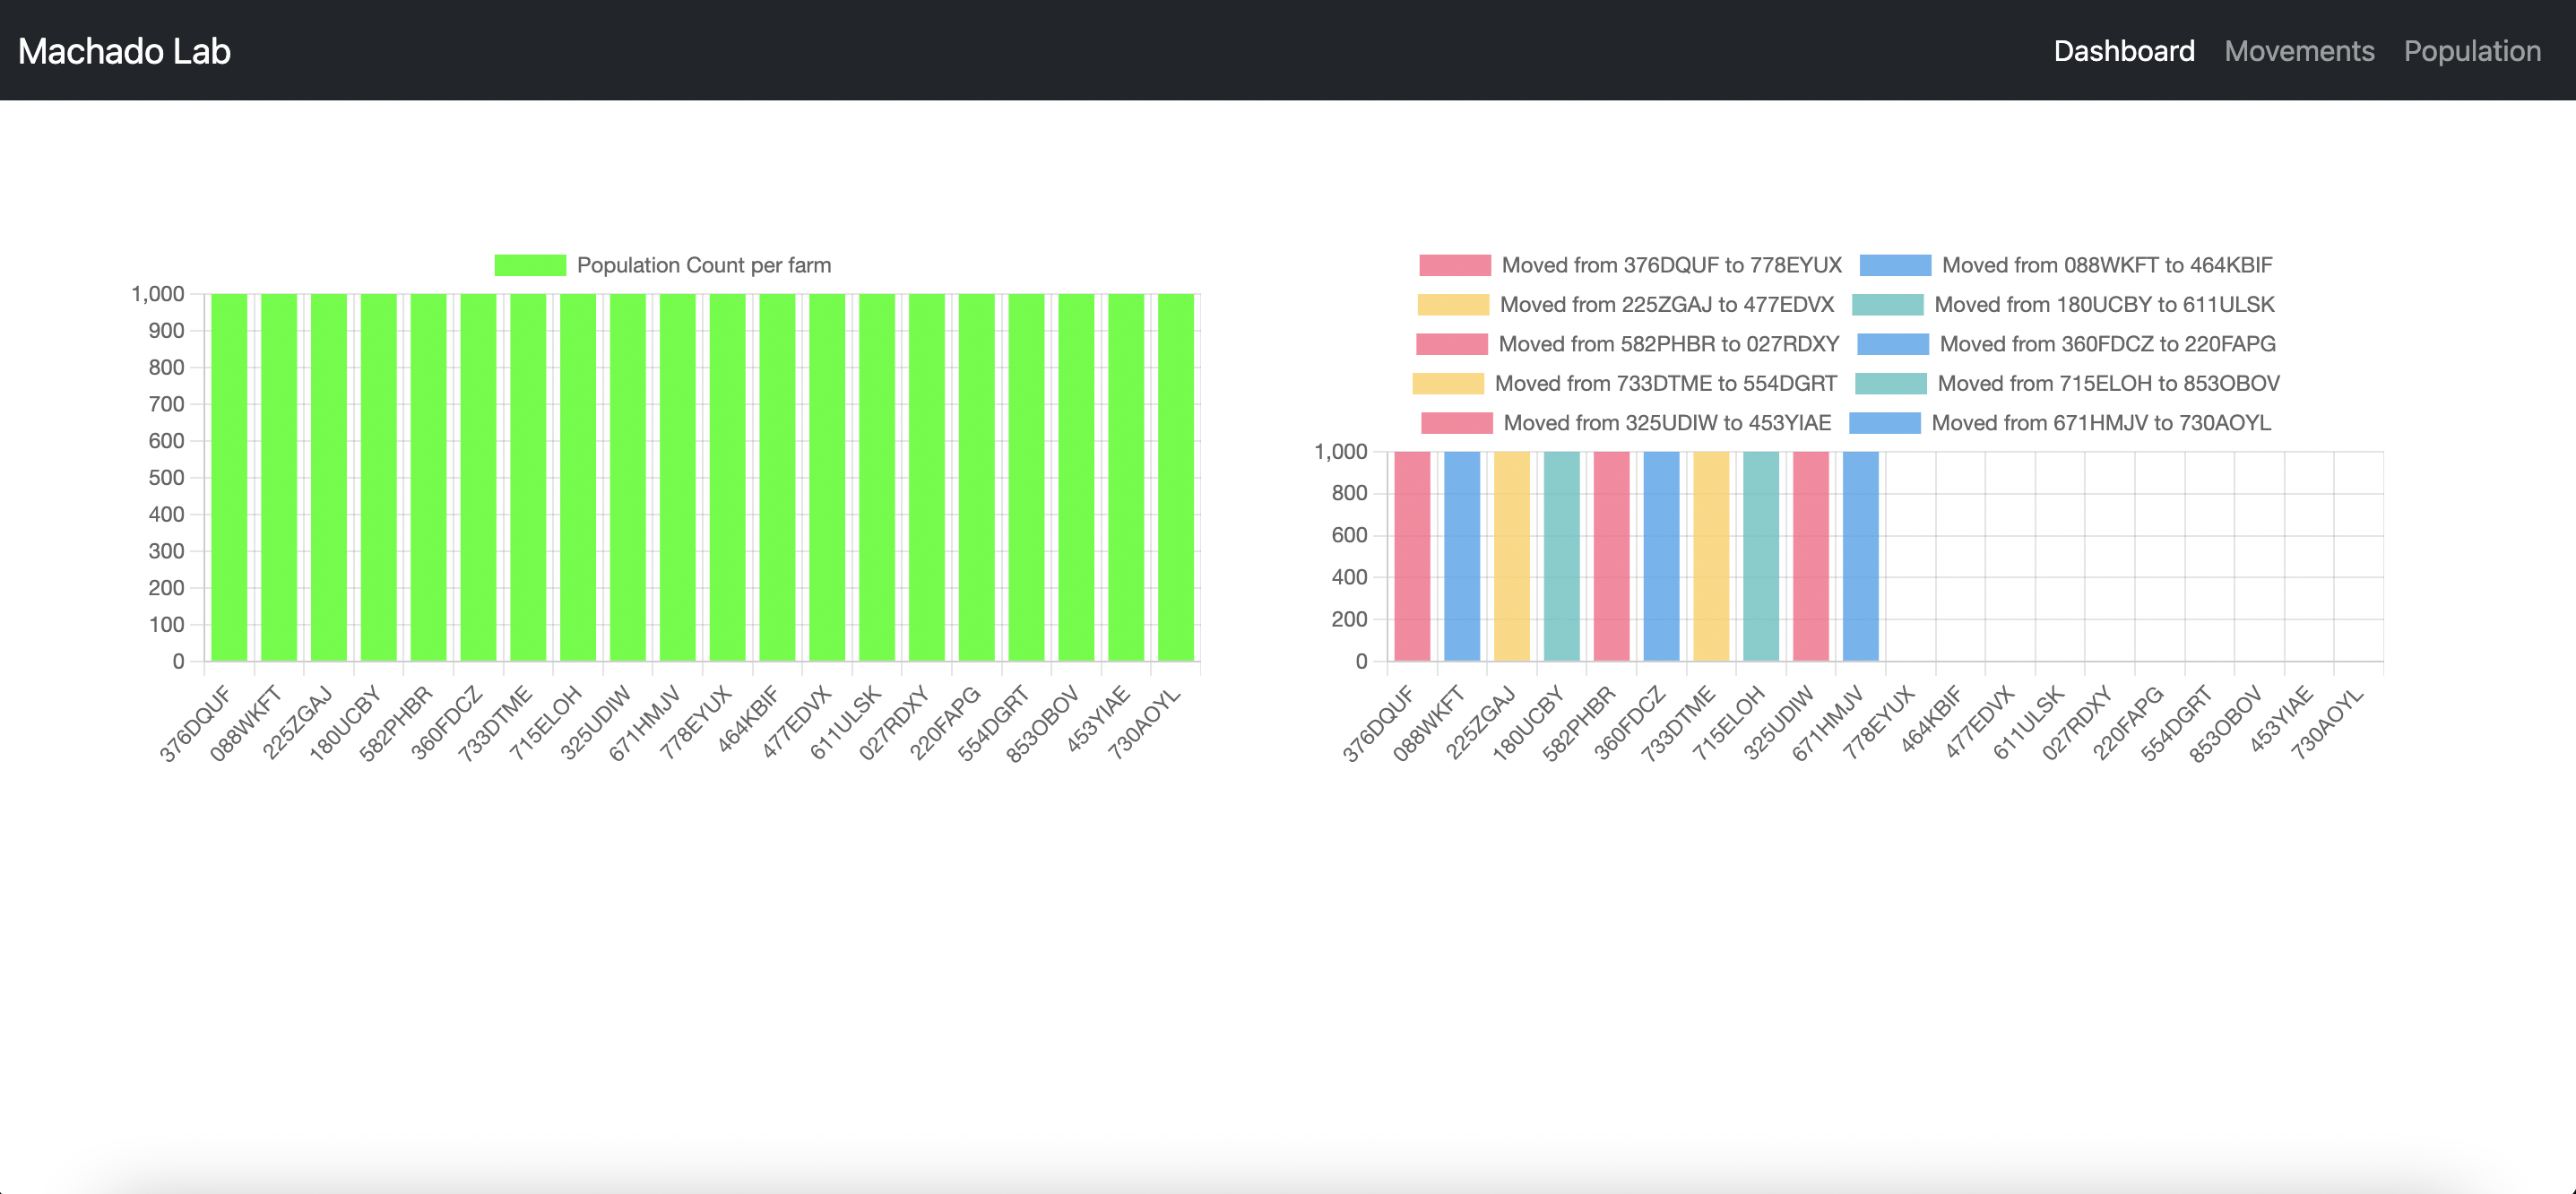 Machado Lab
Dashboard Movements Population
Population Count per farm
1,000
900
800
700
600
500
400
300
200
100
0
376DQUF 088WKFT 225ZGAJ 180UCBY 582PHBR 360FDCZ 733DTME 715ELOH 325UDIW 671HMJV 778EYUX 464KBIF 477EDVX 611ULSK 027RDXY 220FAPG 554DGRT 853OBOV 453YIAE 730AOYL
Moved from 376DQUF to 778EYUX Moved from 088WKFT to 464KBIF
Moved from 225ZGAJ to 477EDVX Moved from 180UCBY to 611ULSK
Moved from 582PHBR to 027RDXY Moved from 360FDCZ to 220FAPG
Moved from 733DTME to 554DGRT Moved from 715ELOH to 853OBOV
Moved from 325UDIW to 453YIAE Moved from 671HMJV to 730AOYL
1,000
800
600
400
200
0
376DQUF 088WKFT 225ZGAJ 180UCBY 582PHBR 360FDCZ 733DTME 715ELOH 325UDIW 671HMJV 778EYUX 464KBIF 477EDVX 611ULSK 027RDXY 220FAPG 554DGRT 853OBOV 453YIAE 730AOYL